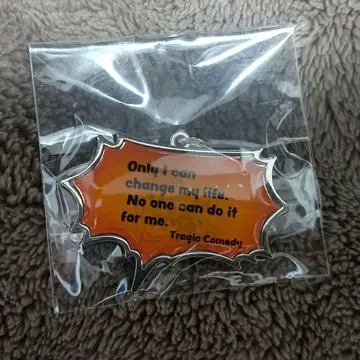 Only I can
change my life.
No one can do it
for me.
Tragic Comedy